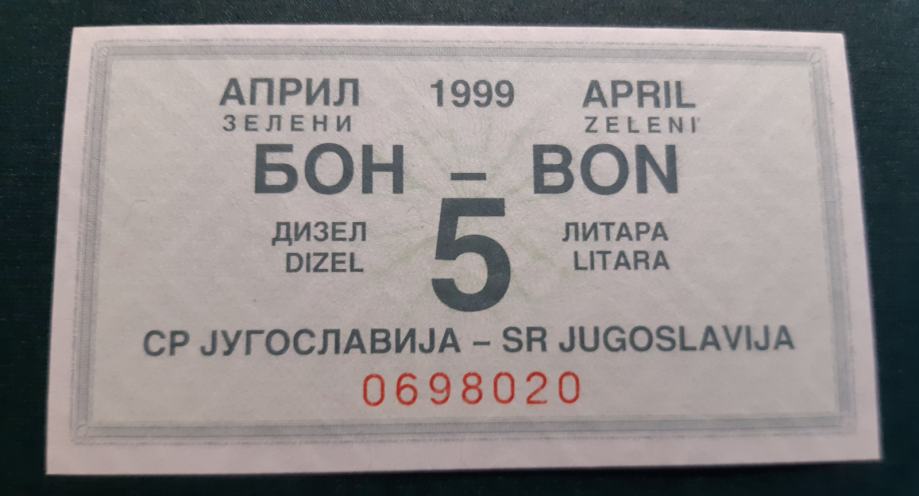 АПРИЛ 1999 APRIL
ЗЕЛЕНИ ZELENI
БОН – BON
ДИЗЕЛ 5 ЛИТАРА
DIZEL LITARA
СР ЈУГОСЛАВИЈА – SR JUGOSLAVIJA
0698020